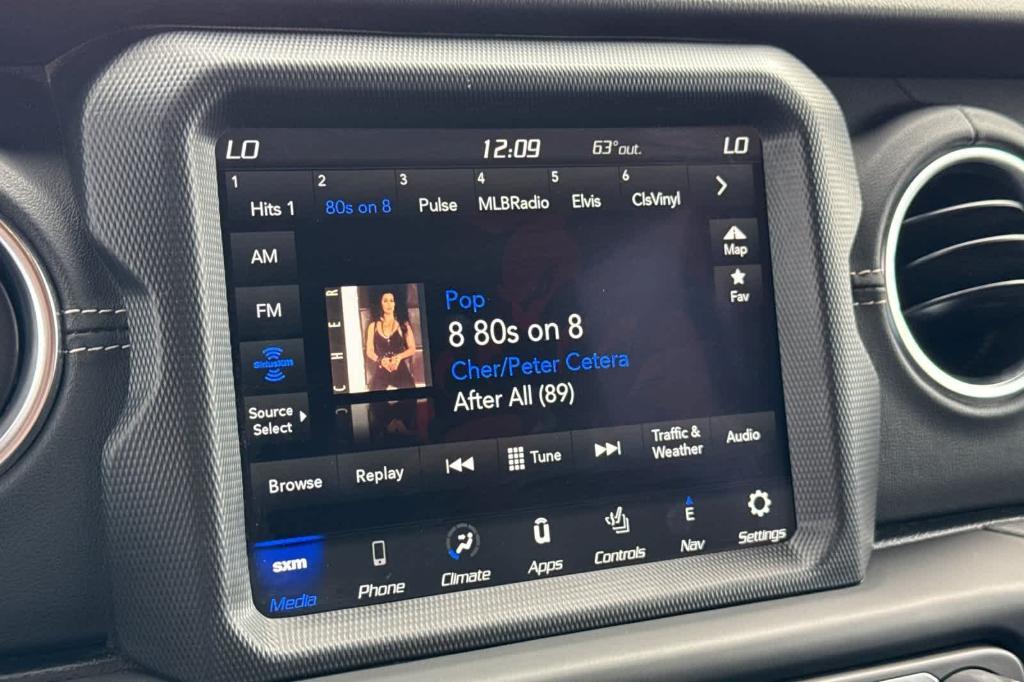 LO 12:09 63°out. LO
1 2 3 4 5 6
Hits 1 80s on 8 Pulse MLBRadio Elvis ClsVinyl
AM
Map
FM
Fav
SiriusXM
Source
Select
CHER
Pop
8 80s on 8
Cher/Peter Cetera
After All (89)
Browse Replay Tune Traffic & Weather Audio
sxm E
Media Phone Climate Apps Controls Nav Settings